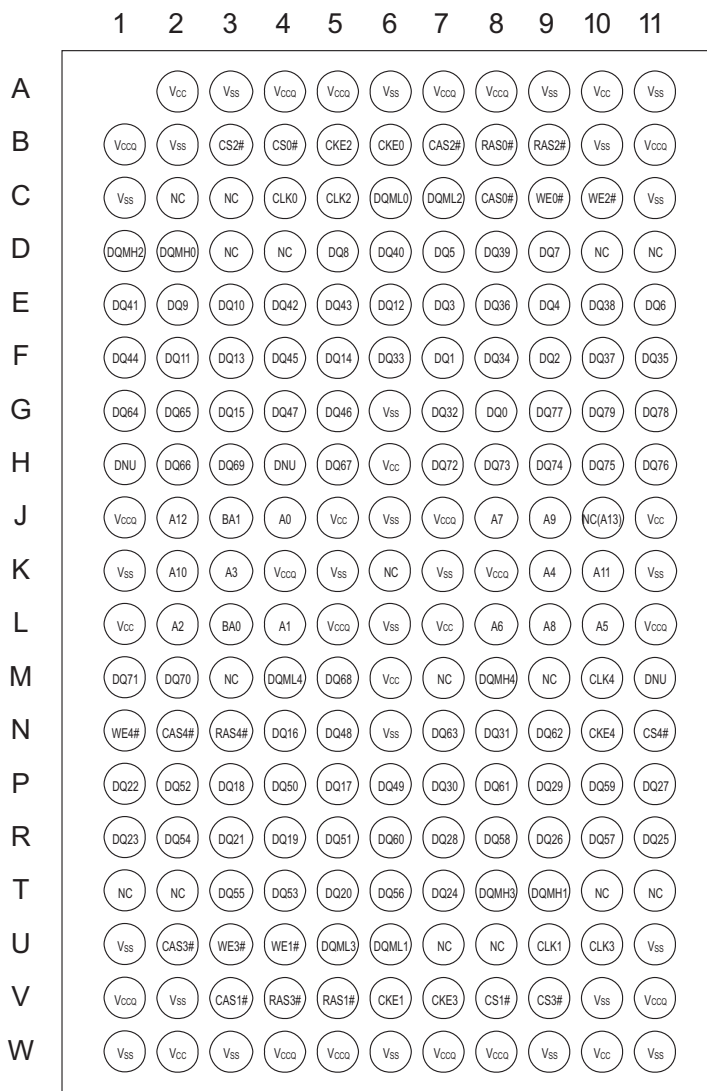 1 2 3 4 5 6 7 8 9 10 11
A Vcc Vss VccQ VccQ Vss VccQ VccQ Vss Vcc Vss
B VccQ Vss CS2# CS0# CKE2 CKE0 CAS2# RAS0# RAS2# Vss VccQ
C Vss NC NC CLK0 CLK2 DQML0 DQML2 CAS0# WE0# WE2# Vss
D DQMH2 DQMH0 NC NC DQ8 DQ40 DQ5 DQ39 DQ7 NC NC
E DQ41 DQ9 DQ10 DQ42 DQ43 DQ12 DQ3 DQ36 DQ4 DQ38 DQ6
F DQ44 DQ11 DQ13 DQ45 DQ14 DQ33 DQ1 DQ34 DQ2 DQ37 DQ35
G DQ64 DQ65 DQ15 DQ47 DQ46 Vss DQ32 DQ0 DQ77 DQ79 DQ78
H DNU DQ66 DQ69 DNU DQ67 Vcc DQ72 DQ73 DQ74 DQ75 DQ76
J VccQ A12 BA1 A0 Vcc Vss VccQ A7 A9 NC(A13) Vcc
K Vss A10 A3 VccQ Vss NC Vss VccQ A4 A11 Vss
L Vcc A2 BA0 A1 VccQ Vss Vcc A6 A8 A5 VccQ
M DQ71 DQ70 NC DQML4 DQ68 Vcc NC DQMH4 NC CLK4 DNU
N WE4# CAS4# RAS4# DQ16 DQ48 Vss DQ63 DQ31 DQ62 CKE4 CS4#
P DQ22 DQ52 DQ18 DQ50 DQ17 DQ49 DQ30 DQ61 DQ29 DQ59 DQ27
R DQ23 DQ54 DQ21 DQ19 DQ51 DQ60 DQ28 DQ58 DQ26 DQ57 DQ25
T NC NC DQ55 DQ53 DQ20 DQ56 DQ24 DQMH3 DQMH1 NC NC
U Vss CAS3# WE3# WE1# DQML3 DQML1 NC NC CLK1 CLK3 Vss
V VccQ Vss CAS1# RAS3# RAS1# CKE1 CKE3 CS1# CS3# Vss VccQ
W Vss Vcc Vss VccQ VccQ Vss VccQ VccQ Vss Vcc Vss